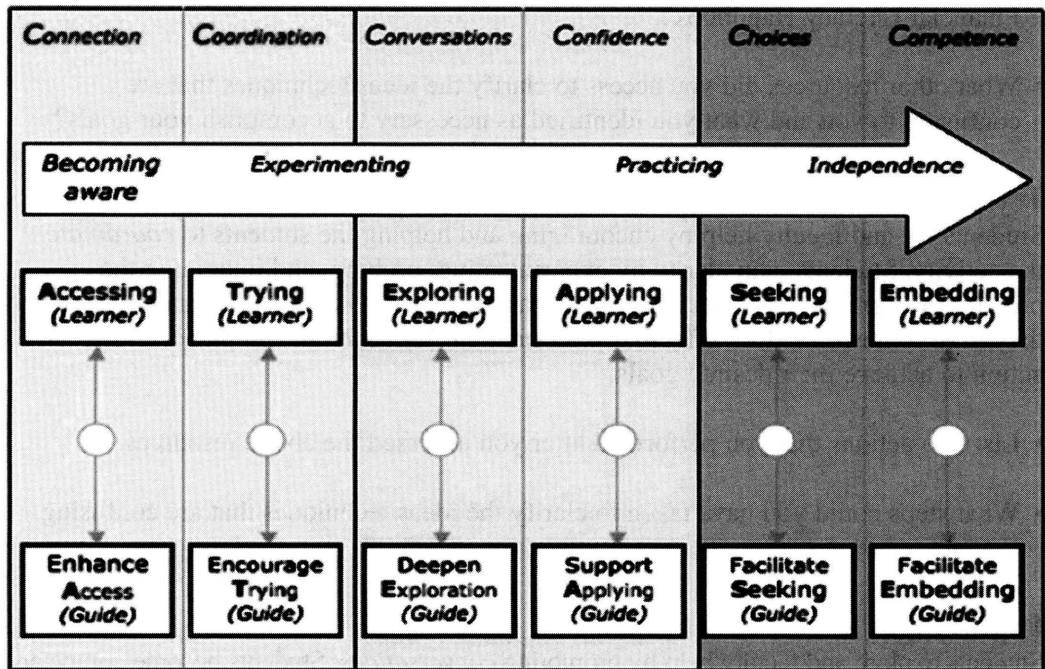 Connection Coordination Conversations Confidence Choices Competence
Becoming aware
Experimenting
Practicing
Independence
Accessing
(Learner)
Trying
(Learner)
Exploring
(Learner)
Applying
(Learner)
Seeking
(Learner)
Embedding
(Learner)
Enhance
Access
(Guide)
Encourage
Trying
(Guide)
Deepen
Exploration
(Guide)
Support
Applying
(Guide)
Facilitate
Seeking
(Guide)
Facilitate
Embedding
(Guide)